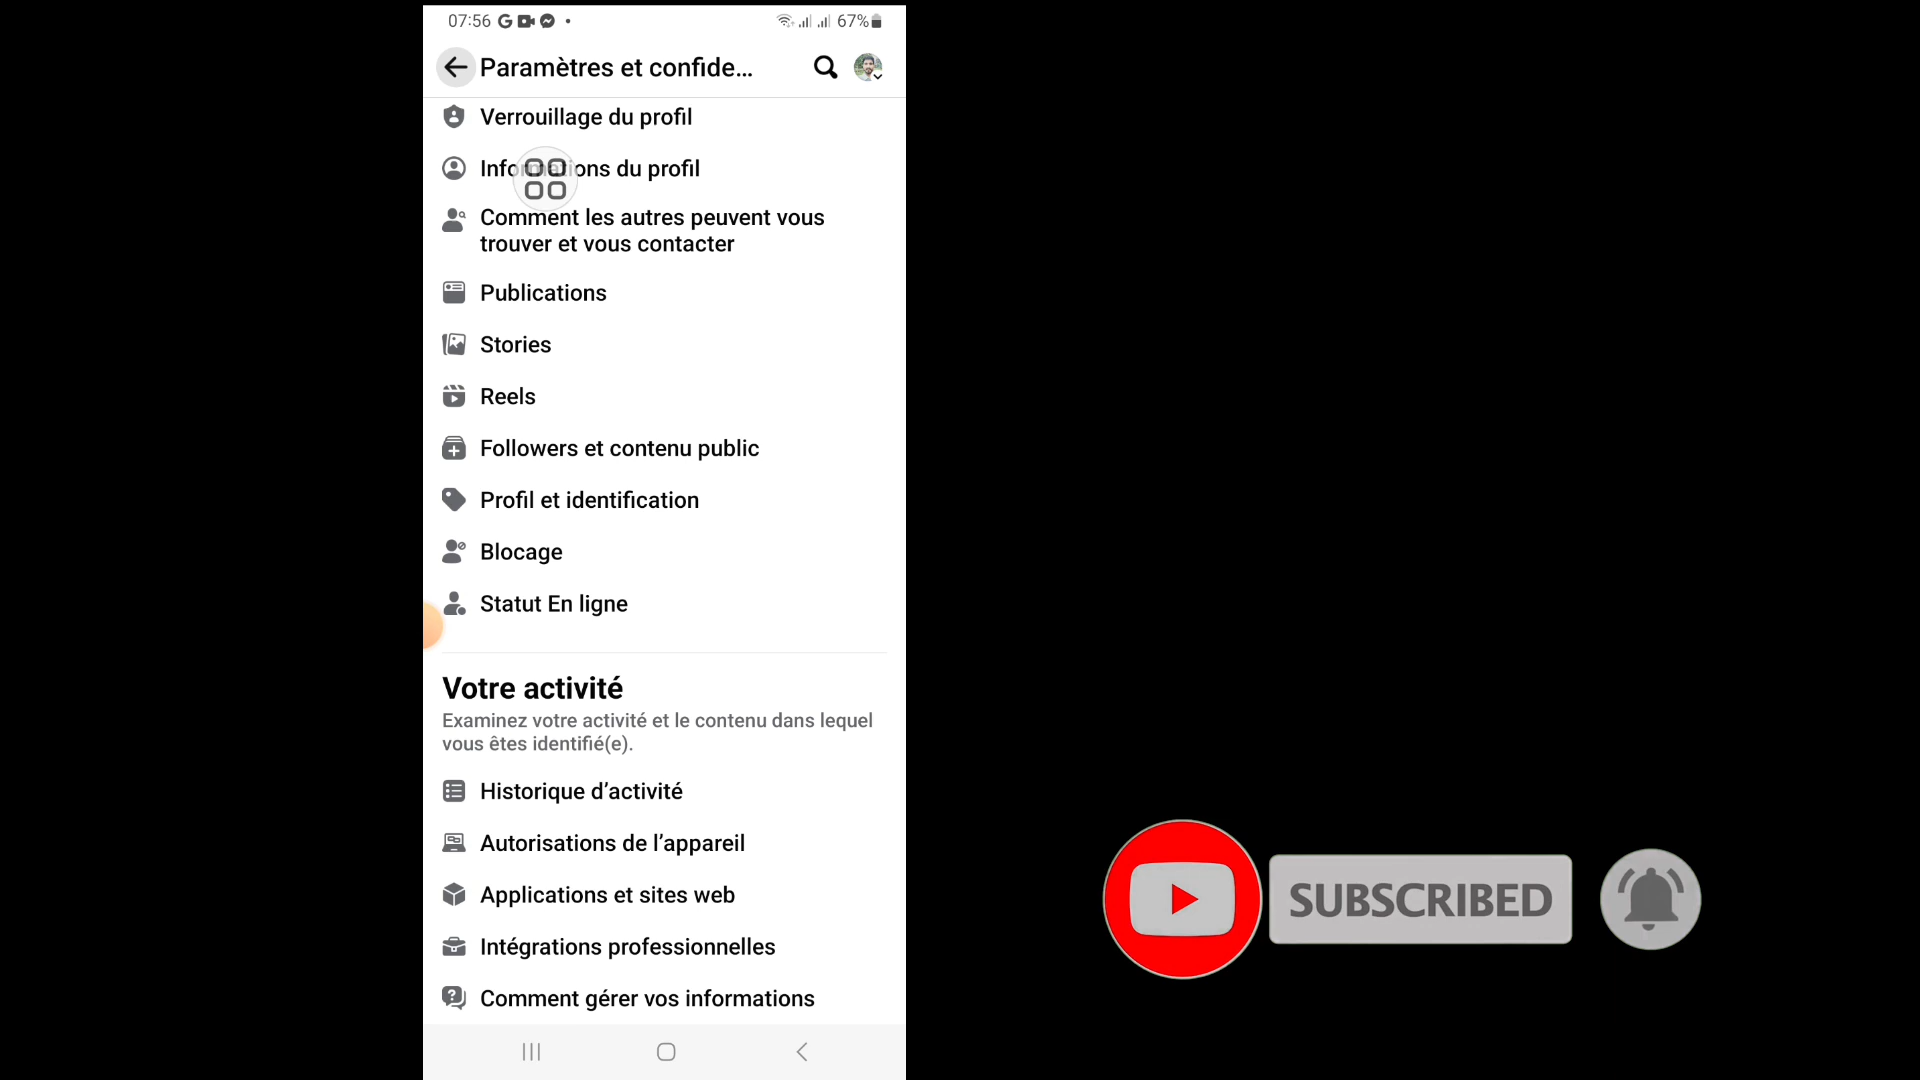 07:56
67%
Paramètres et confide...
Verrouillage du profil
Informations du profil
Comment les autres peuvent vous
trouver et vous contacter
Publications
Stories
Reels
Followers et contenu public
Profil et identification
Blocage
Statut En ligne
Votre activité
Examinez votre activité et le contenu dans lequel
vous êtes identifié(e).
Historique d’activité
Autorisations de l’appareil
Applications et sites web
Intégrations professionnelles
Comment gérer vos informations
SUBSCRIBED